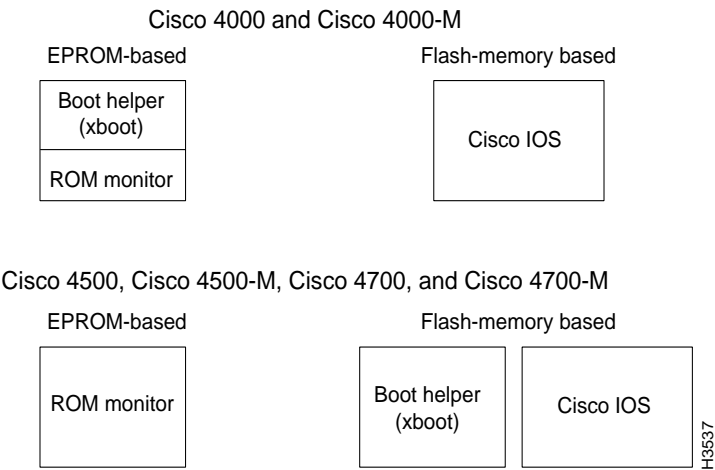 Cisco 4000 and Cisco 4000-M
EPROM-based
Flash-memory based
Boot helper
(xboot)
ROM monitor
Cisco IOS
Cisco 4500, Cisco 4500-M, Cisco 4700, and Cisco 4700-M
EPROM-based
Flash-memory based
ROM monitor
Boot helper
(xboot)
Cisco IOS
H3537